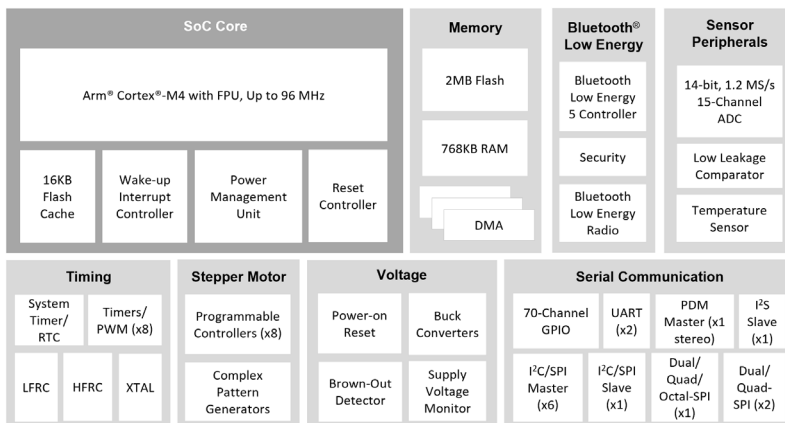 SoC Core
Arm® Cortex®-M4 with FPU, Up to 96 MHz
16KB
Flash
Cache
Wake-up
Interrupt
Controller
Power
Management
Unit
Reset
Controller
Memory
2MB Flash
768KB RAM
DMA
Bluetooth®
Low Energy
Bluetooth
Low Energy
5 Controller
Security
Bluetooth
Low Energy
Radio
Sensor
Peripherals
14-bit, 1.2 MS/s
15-Channel
ADC
Low Leakage
Comparator
Temperature
Sensor
Timing
System
Timer/
RTC
Timers/
PWM (x8)
LFRC
HFRC
XTAL
Stepper Motor
Programmable
Controllers (x8)
Complex
Pattern
Generators
Voltage
Power-on
Reset
Buck
Converters
Brown-Out
Detector
Supply
Voltage
Monitor
Serial Communication
70-Channel
GPIO
UART
(x2)
PDM
Master (x1
stereo)
I²S
Slave
(x1)
I²C/SPI
Master
(x6)
I²C/SPI
Slave
(x1)
Dual/
Quad/
Octal-SPI
(x1)
Dual/
Quad-
SPI (x2)